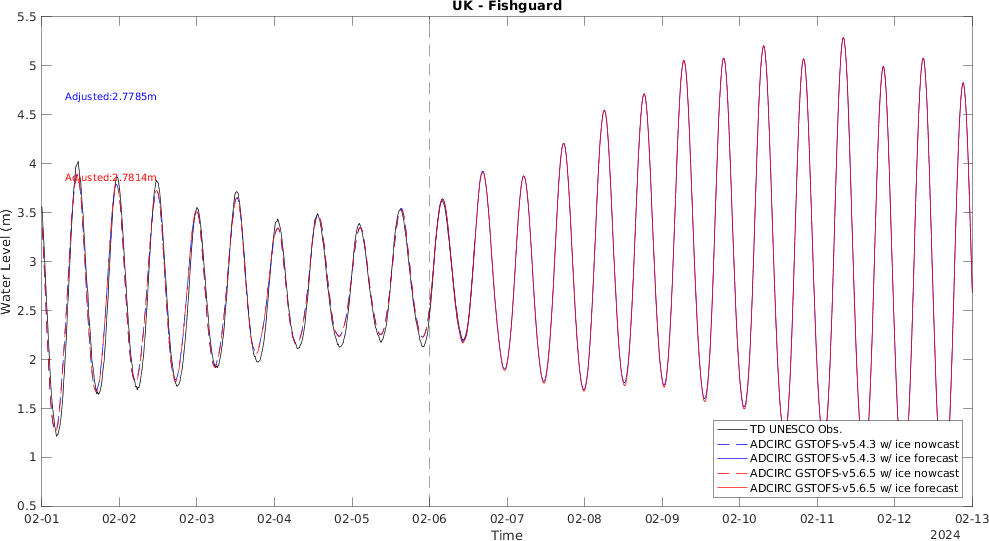 UK - Fishguard
5.5
5
4.5
4
3.5
3
2.5
2
1.5
1
0.5
Water Level (m)
Adjusted:2.7785m
Adjusted:2.7814m
TD UNESCO Obs.
ADCIRC GSTOFS-v5.4.3 w/ ice nowcast
ADCIRC GSTOFS-v5.4.3 w/ ice forecast
ADCIRC GSTOFS-v5.6.5 w/ ice nowcast
ADCIRC GSTOFS-v5.6.5 w/ ice forecast
02-01 02-02 02-03 02-04 02-05 02-06 02-07 02-08 02-09 02-10 02-11 02-12 02-13
Time
2024